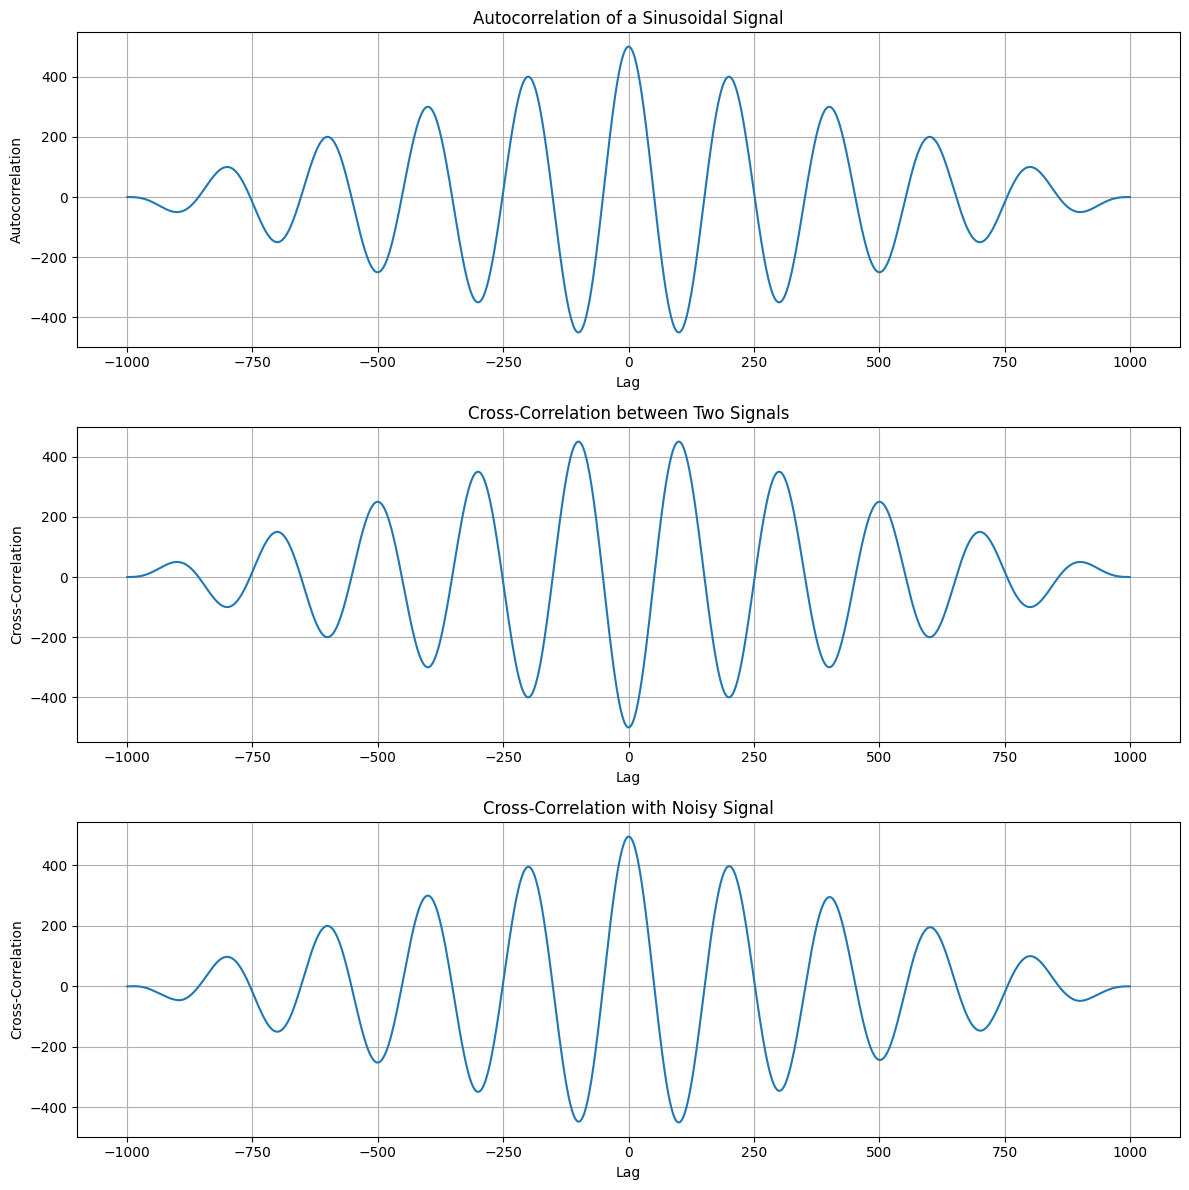 Autocorrelation of a Sinusoidal Signal
Autocorrelation
400
200
0
−200
−400
−1000 −750 −500 −250 0 250 500 750 1000
Lag
Cross-Correlation between Two Signals
Cross-Correlation
400
200
0
−200
−400
−1000 −750 −500 −250 0 250 500 750 1000
Lag
Cross-Correlation with Noisy Signal
Cross-Correlation
400
200
0
−200
−400
−1000 −750 −500 −250 0 250 500 750 1000
Lag